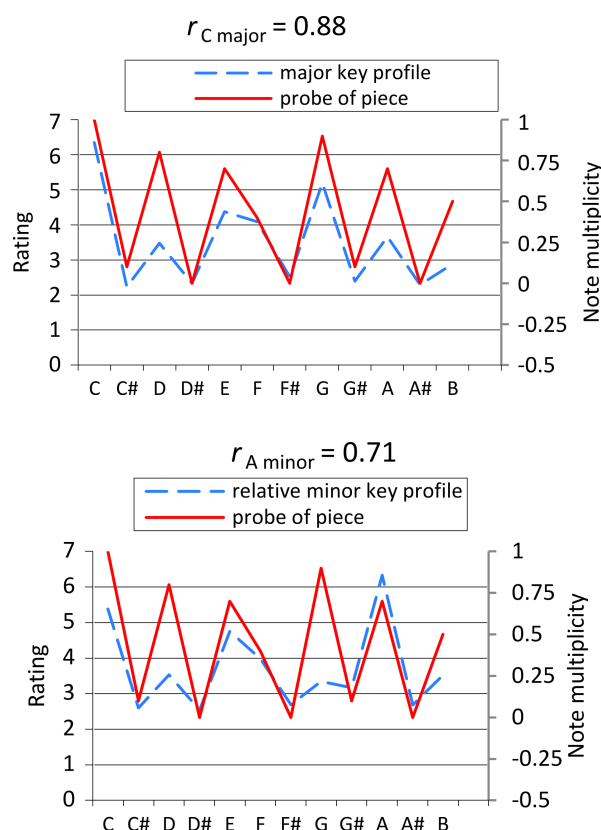 r C major = 0.88
major key profile
probe of piece
7
6
5
4
3
2
1
0
Rating
1
0.75
0.5
0.25
0
-0.25
-0.5
Note multiplicity
C C# D D# E F F# G G# A A# B
r A minor = 0.71
relative minor key profile
probe of piece
7
6
5
4
3
2
1
0
Rating
1
0.75
0.5
0.25
0
-0.25
-0.5
Note multiplicity
C C# D D# E F F# G G# A A# B